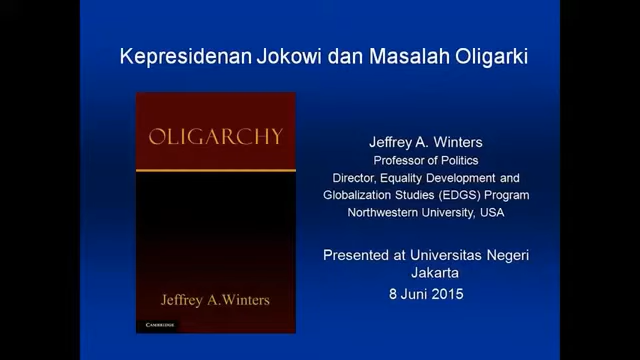 Kepresidenan Jokowi dan Masalah Oligarki
OLIGARCHY
Jeffrey A.Winters
CAMBRIDGE
Jeffrey A. Winters
Professor of Politics
Director, Equality Development and
Globalization Studies (EDGS) Program
Northwestern University, USA
Presented at Universitas Negeri
Jakarta
8 Juni 2015